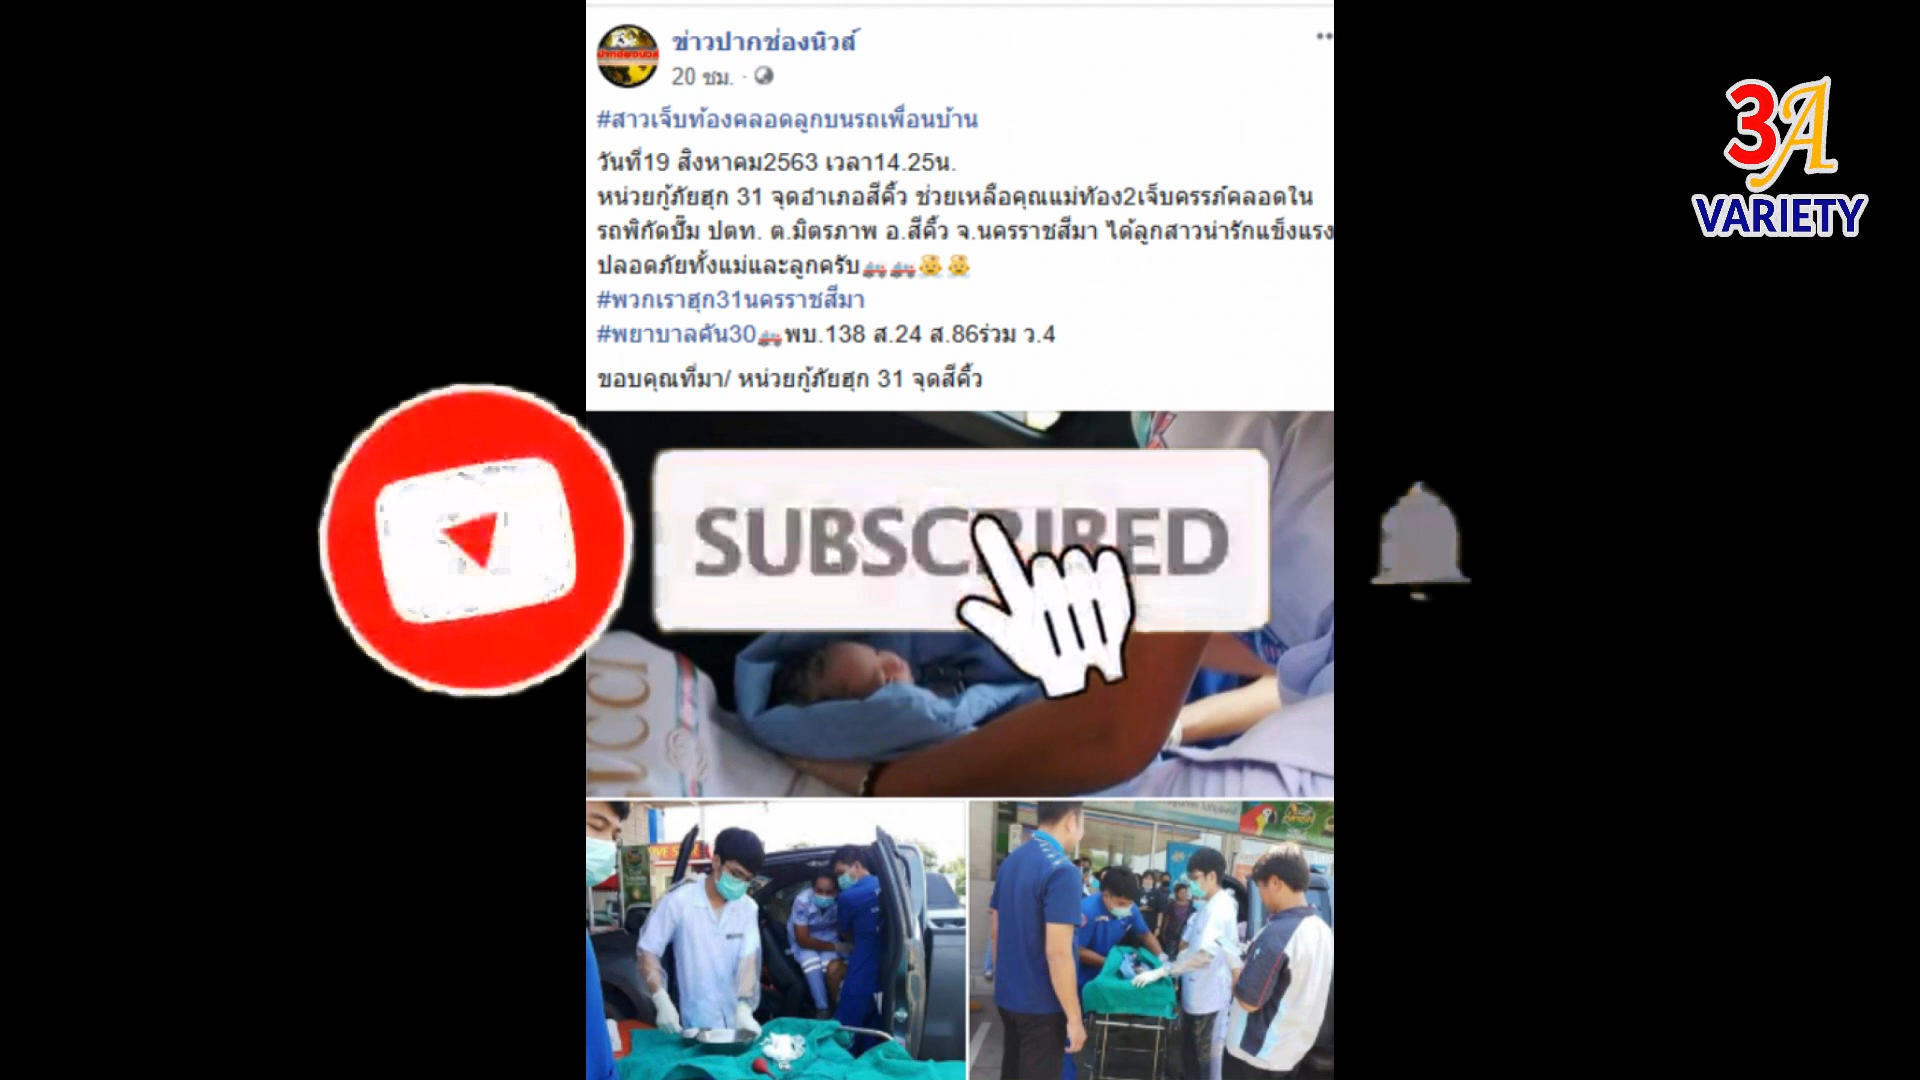 ข่าวปากช่องนิวส์
20 ชม.
#สาวเจ็บท้องคลอดลูกบนรถเพื่อนบ้าน
วันที่19 สิงหาคม2563 เวลา14.25น.
หน่วยกู้ภัยฮุก 31 จุดอำเภอสีคิ้ว ช่วยเหลือคุณแม่ท้อง2เจ็บครรภ์คลอดใน
รถพิกัดปั๊ม ปตท. ต.มิตรภาพ อ.สีคิ้ว จ.นครราชสีมา ได้ลูกสาวน่ารักแข็งแรง
ปลอดภัยทั้งแม่และลูกครับ🚑🚑👶👶
#พวกเราฮุก31นครราชสีมา
#พยาบาลคัน30🚑พบ.138 ส.24 ส.86ร่วม ว.4
ขอบคุณที่มา/ หน่วยกู้ภัยฮุก 31 จุดสีคิ้ว
3A
VARIETY
SUBSCRIBED